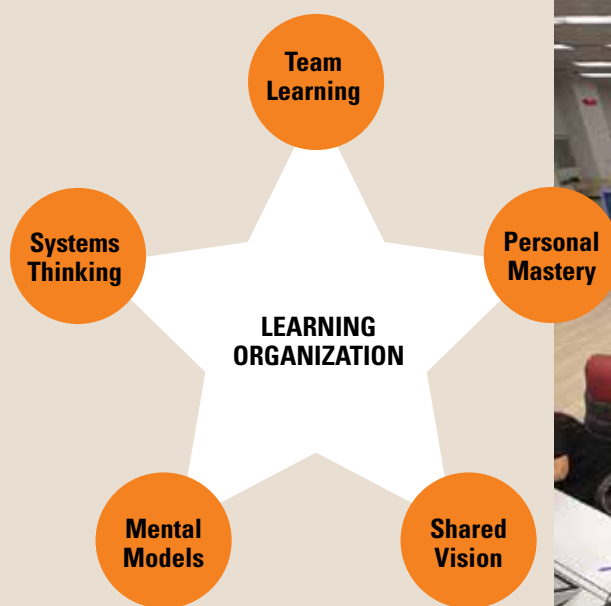 Team
Learning
Systems
Thinking
Personal
Mastery
LEARNING
ORGANIZATION
Mental
Models
Shared
Vision